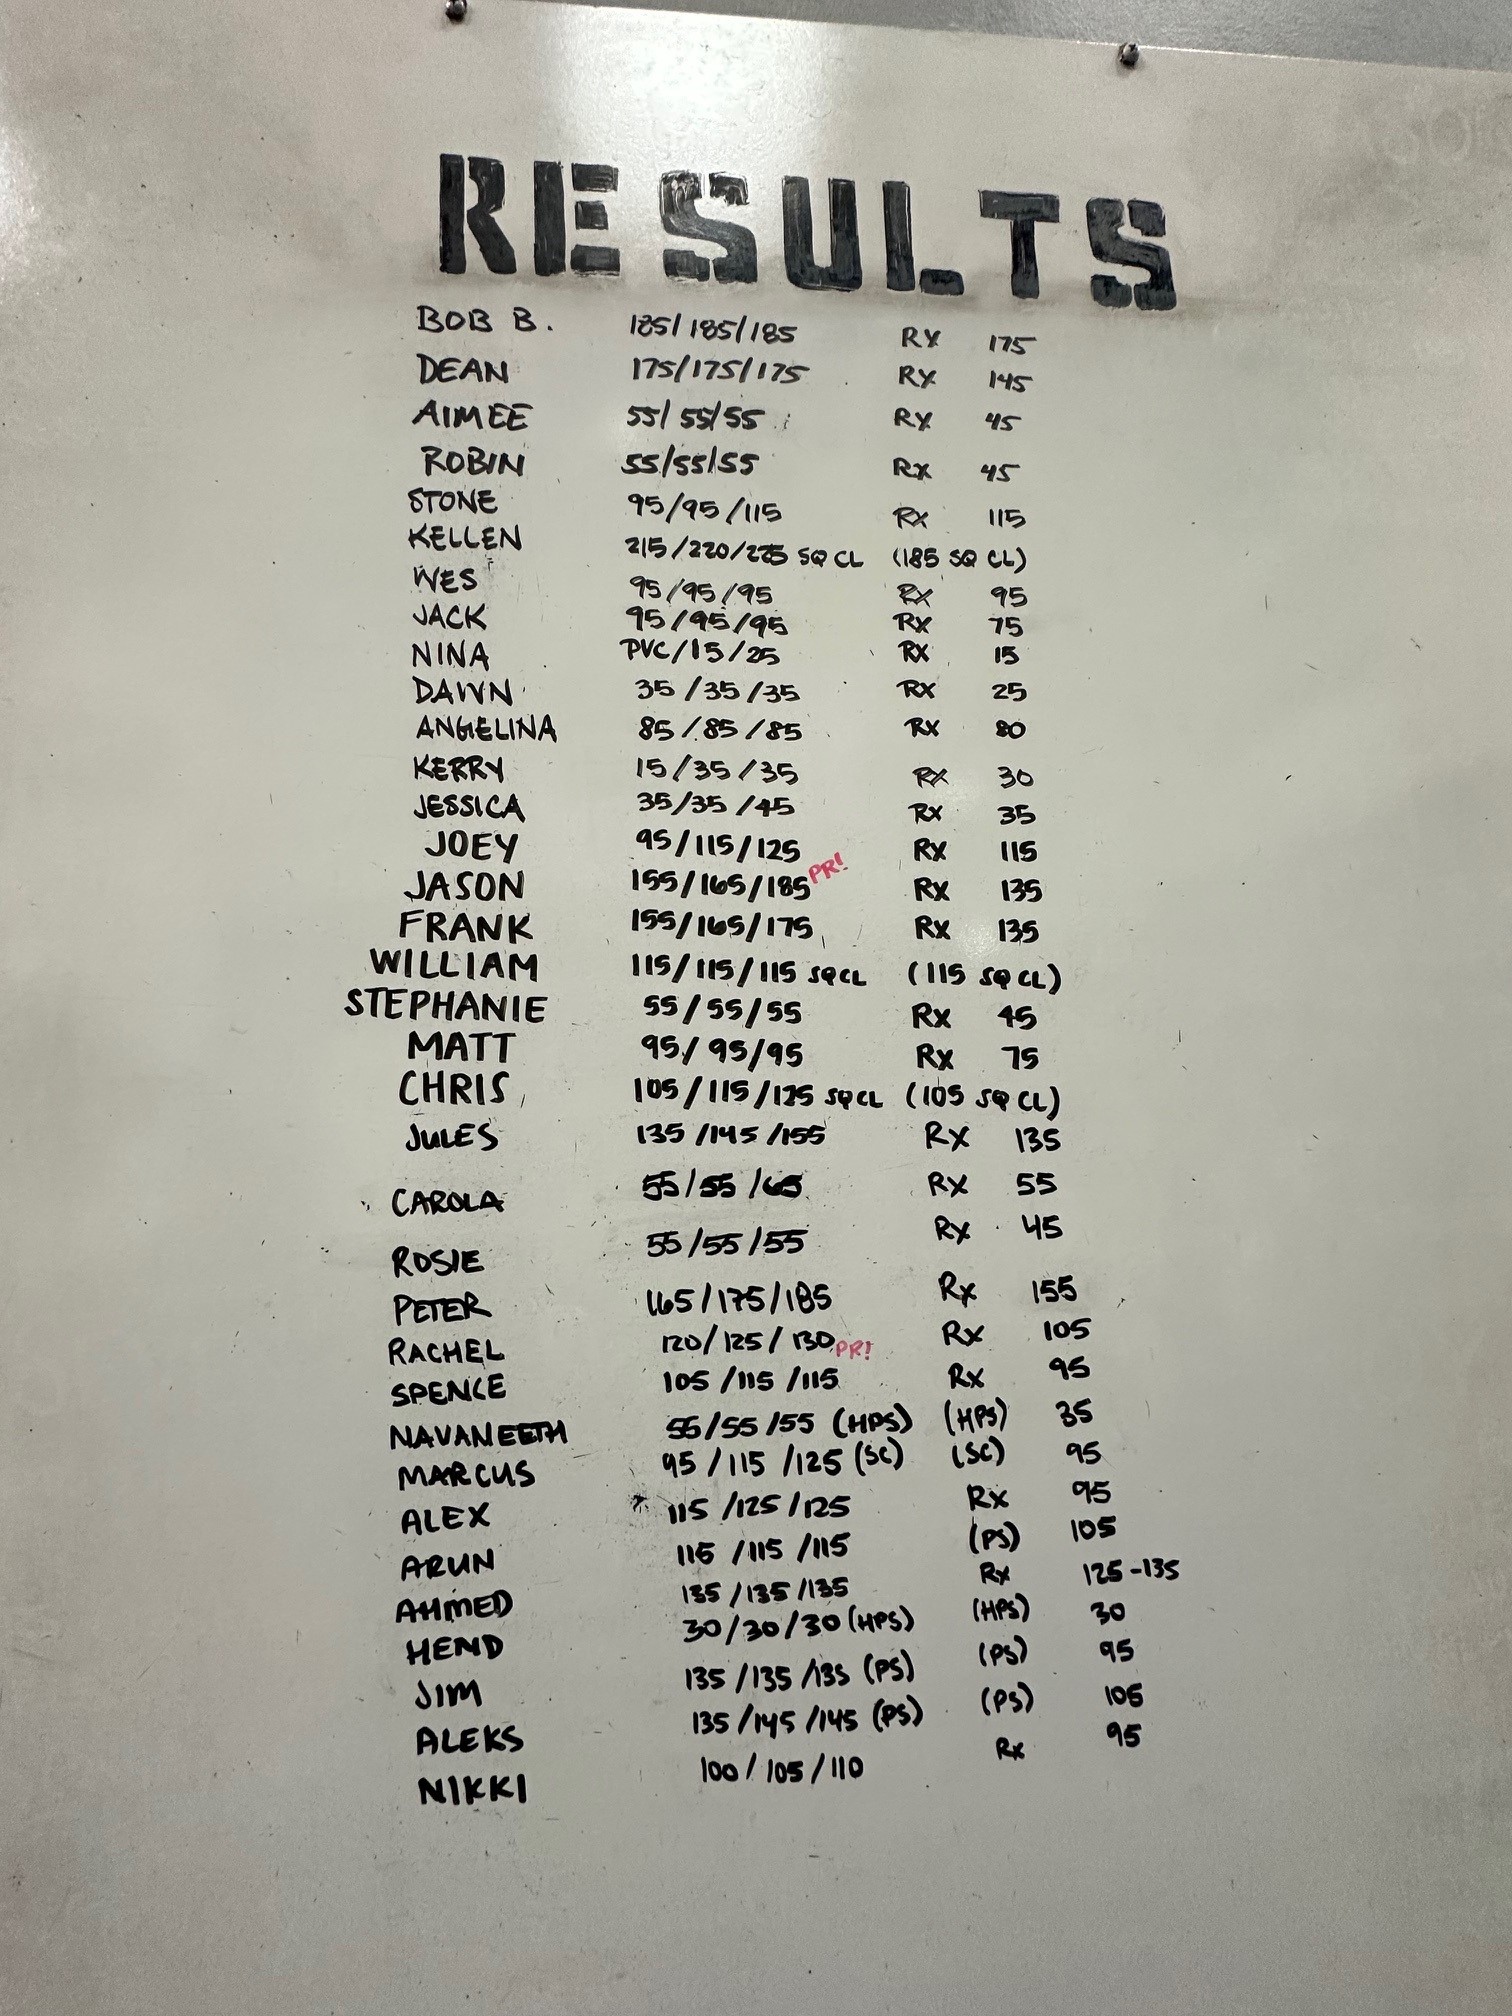 RESULTS
BOB B. 185/185/185 RX 175
DEAN 175/175/175 RX 145
AIMEE 55/55/55 RX 45
ROBIN 55/55/55 RX 45
STONE 95/95/115 RX 115
KELLEN 215/220/225 SQ CL (185 SQ CL)
WES 95/95/95 RX 95
JACK 95/95/95 RX 75
NINA PVC/15/25 RX 15
DAWN 35/35/35 RX 25
ANGELINA 85/85/85 RX 80
KERRY 15/35/35 RX 30
JESSICA 35/35/45 RX 35
JOEY 95/115/125 RX 115
JASON 155/165/185 PR! RX 135
FRANK 155/165/175 RX 135
WILLIAM 115/115/115 SQ CL (115 SQ CL)
STEPHANIE 55/55/55 RX 45
MATT 95/95/95 RX 75
CHRIS 105/115/125 SQ CL (105 SQ CL)
JULES 135/145/155 RX 135
CAROLA 55/55/65 RX 55
ROSIE 55/55/55 RX 45
PETER 165/175/185 Rx 155
RACHEL 120/125/130 PR! Rx 105
SPENCE 105/115/115 Rx 95
NAVANEETH 55/55/55 (HPS) (HPS) 35
MARCUS 95/115/125 (SC) (SC) 95
ALEX 115/125/125 Rx 95
ARUN 115/115/115 (PS) 105
AHMED 135/135/135 Rx 125-135
HEND 30/30/30 (HPS) (HPS) 30
JIM 135/135/135 (PS) (PS) 95
ALEKS 135/145/145 (PS) (PS) 105
NIKKI 100/105/110 Rx 95